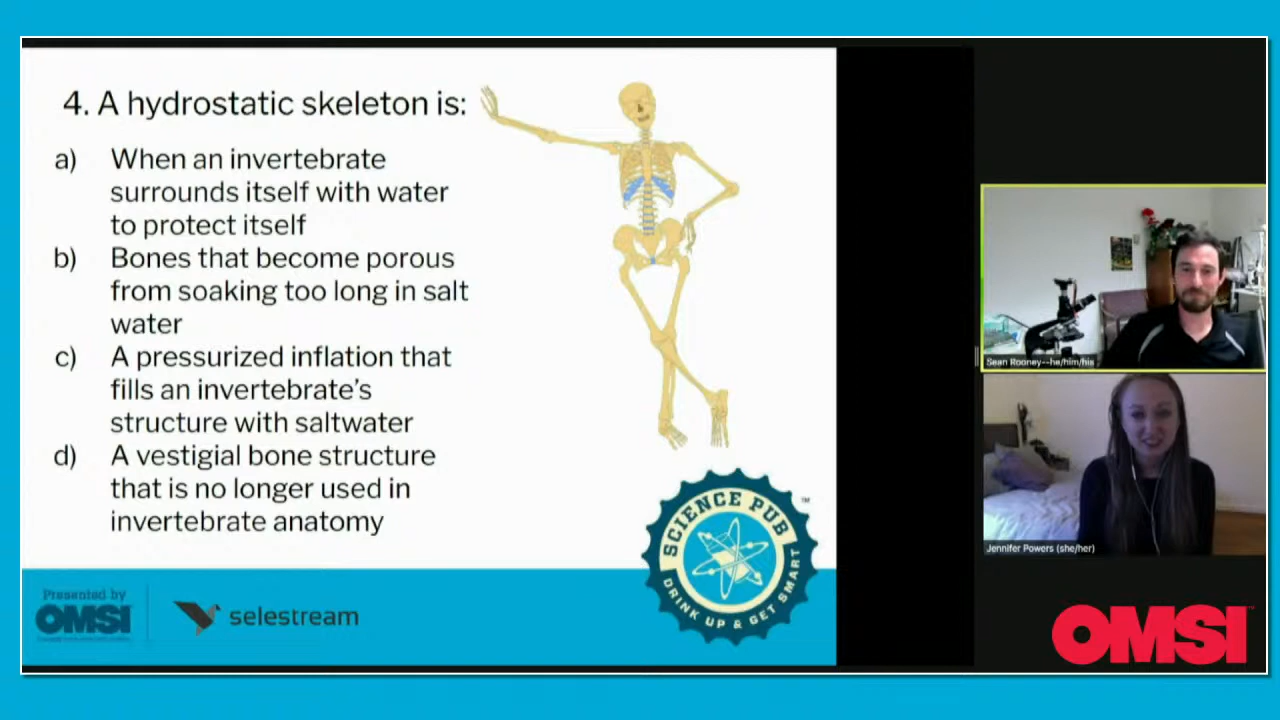 4. A hydrostatic skeleton is:
a) When an invertebrate
surrounds itself with water
to protect itself
b) Bones that become porous
from soaking too long in salt
water
c) A pressurized inflation that
fills an invertebrate's
structure with saltwater
d) A vestigial bone structure
that is no longer used in
invertebrate anatomy
SCIENCE PUB
DRINK UP & GET SMART
TM
Presented by
OMSI
selestream
Sean Rooney--he/him/his
Jennifer Powers (she/her)
OMSI